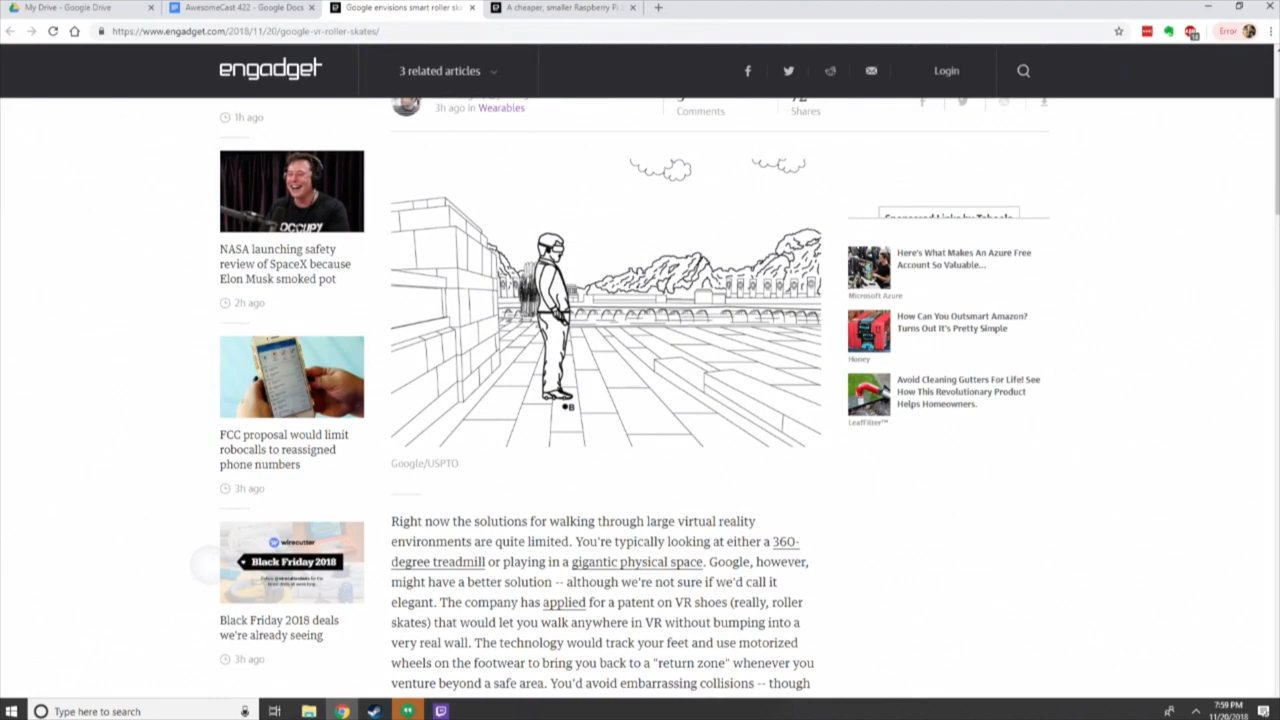 My Drive - Google Drive
AwesomeCast 422 - Google Docs
Google envisions smart roller sk
A cheaper, smaller Raspberry Pi
https://www.engadget.com/2018/11/20/google-vr-roller-skates/
Error
engadget
3 related articles
Login
1h ago
3h ago in Wearables
Comments
Shares
OCCUPY
NASA launching safety
review of SpaceX because
Elon Musk smoked pot
2h ago
FCC proposal would limit
robocalls to reassigned
phone numbers
3h ago
wirecutter
Black Friday 2018
Black Friday 2018 deals
we're already seeing
3h ago
B
Google/USPTO
Right now the solutions for walking through large virtual reality
environments are quite limited. You're typically looking at either a 360-
degree treadmill or playing in a gigantic physical space. Google, however,
might have a better solution -- although we're not sure if we'd call it
elegant. The company has applied for a patent on VR shoes (really, roller
skates) that would let you walk anywhere in VR without bumping into a
very real wall. The technology would track your feet and use motorized
wheels on the footwear to bring you back to a "return zone" whenever you
venture beyond a safe area. You'd avoid embarrassing collisions -- though
Sponsored Links by Taboola
Here's What Makes An Azure Free
Account So Valuable...
Microsoft Azure
How Can You Outsmart Amazon?
Turns Out It's Pretty Simple
Honey
Avoid Cleaning Gutters For Life! See
How This Revolutionary Product
Helps Homeowners.
LeafFilter™
Type here to search
7:59 PM
11/20/2018